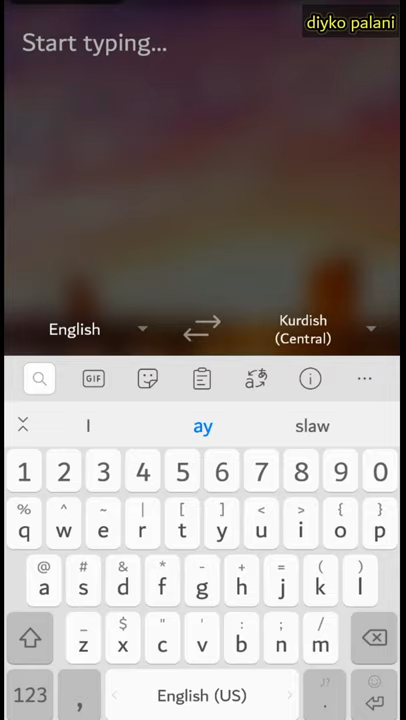 diyko palani
Start typing...
English
Kurdish
(Central)
GIF
I ay slaw
1 2 3 4 5 6 7 8 9 0
% ^ ~ | [ ] < > { }
q w e r t y u i o p
@ # & * - + = ( )
a s d f g h j k l
_ $ " ' : ; /
z x c v b n m
!?
123 , English (US) .